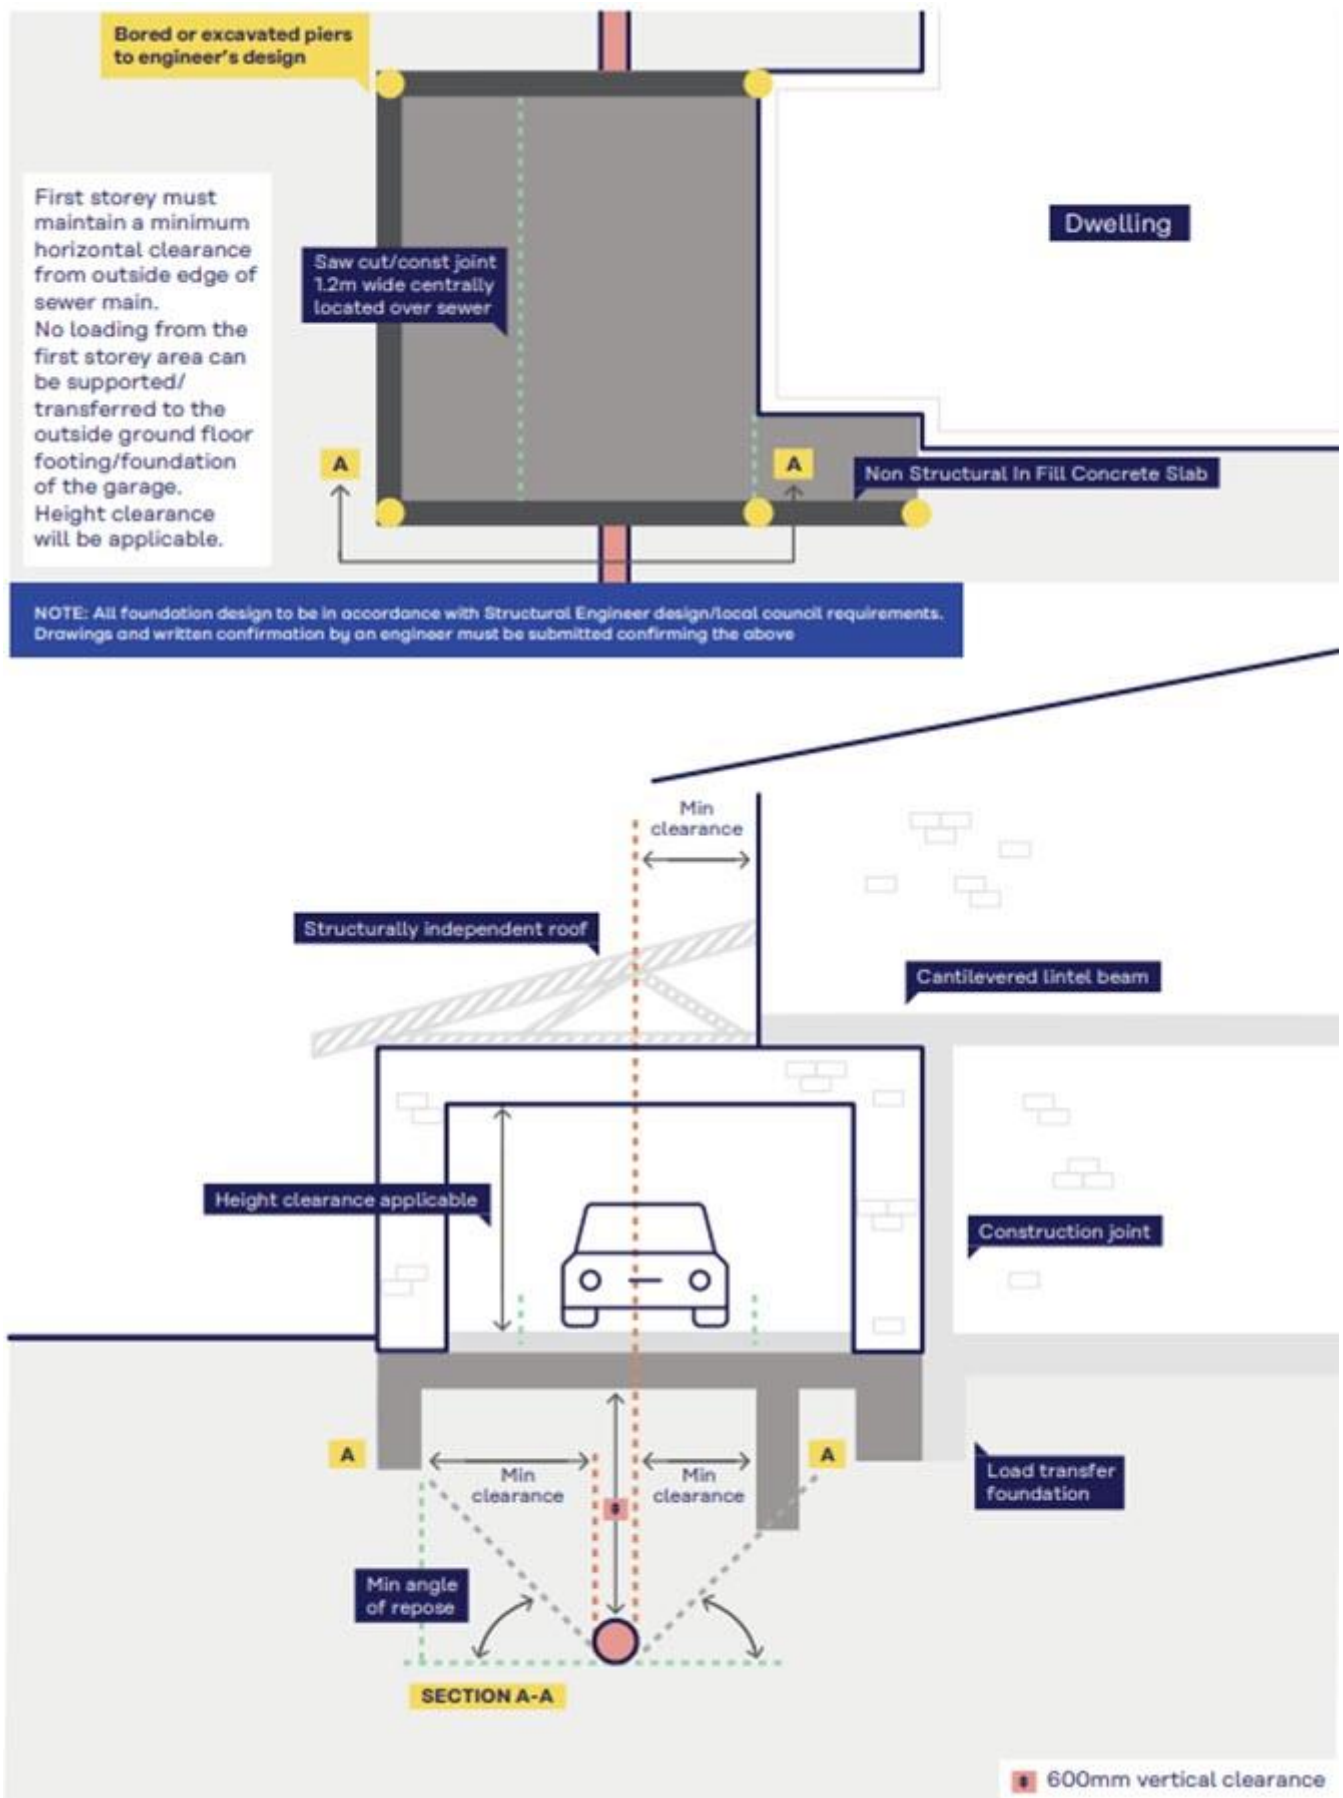 Bored or excavated piers
to engineer's design
First storey must
maintain a minimum
horizontal clearance
from outside edge of
sewer main.
No loading from the
first storey area can
be supported/
transferred to the
outside ground floor
footing/foundation
of the garage.
Height clearance
will be applicable.
Saw cut/const joint
1.2m wide centrally
located over sewer
Dwelling
A
A
Non Structural In Fill Concrete Slab
NOTE: All foundation design to be in accordance with Structural Engineer design/local council requirements.
Drawings and written confirmation by an engineer must be submitted confirming the above
Min
clearance
Structurally independent roof
Cantilevered lintel beam
Height clearance applicable
Construction joint
A
A
Min
clearance
Min
clearance
Load transfer
foundation
Min angle
of repose
SECTION A-A
600mm vertical clearance